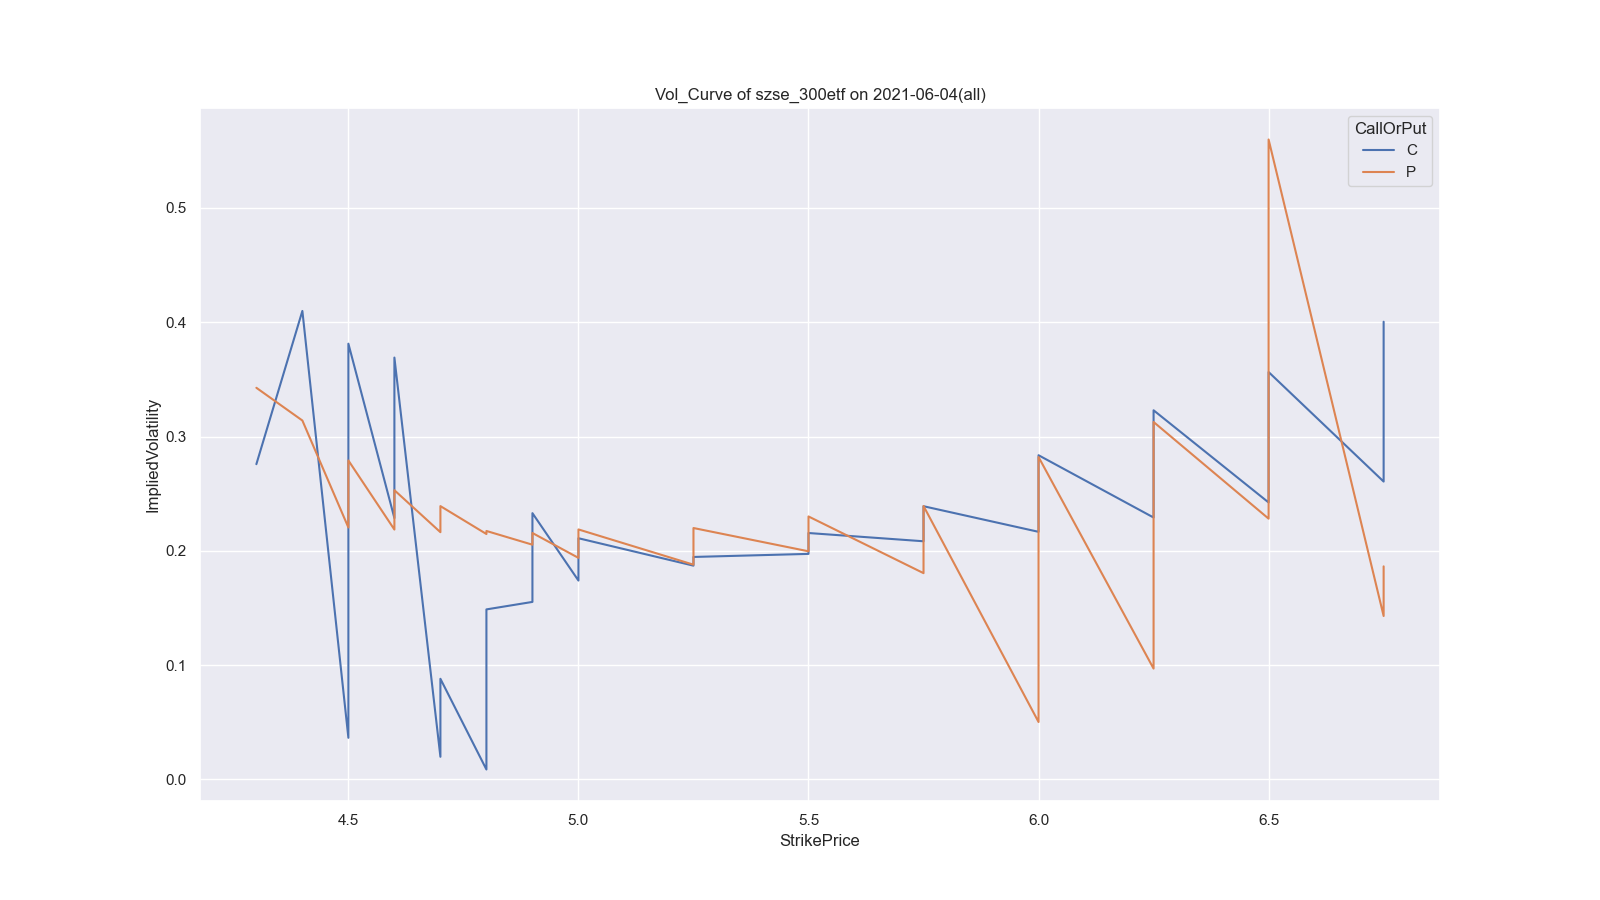 Vol_Curve of szse_300etf on 2021-06-04(all)
CallOrPut
C
P
0.5
0.4
0.3
0.2
0.1
0.0
ImpliedVolatility
4.5 5.0 5.5 6.0 6.5
StrikePrice